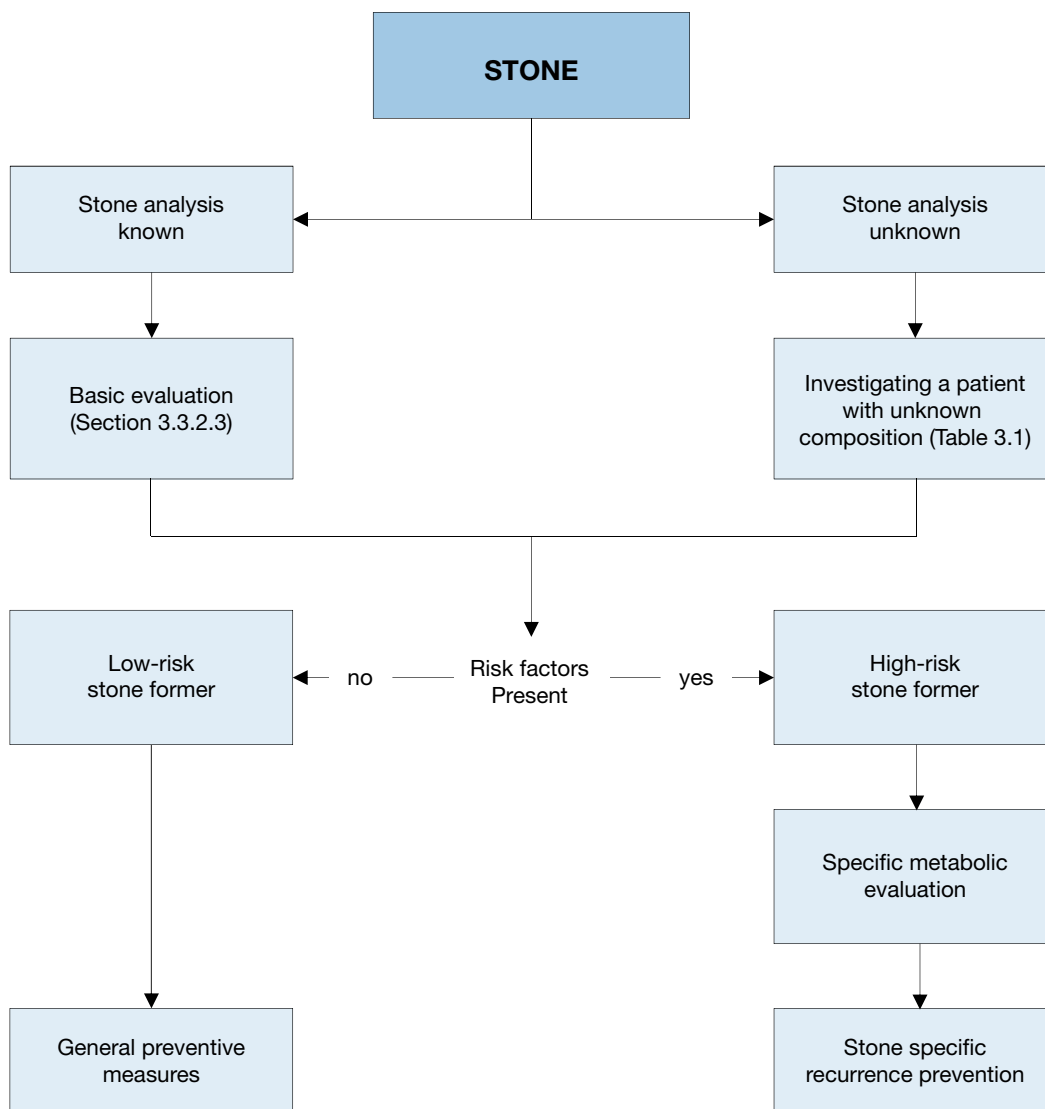 STONE
Stone analysis
known
Stone analysis
unknown
Basic evaluation
(Section 3.3.2.3)
Investigating a patient
with unknown
composition (Table 3.1)
Low-risk
stone former
no
Risk factors
Present
yes
High-risk
stone former
Specific metabolic
evaluation
General preventive
measures
Stone specific
recurrence prevention